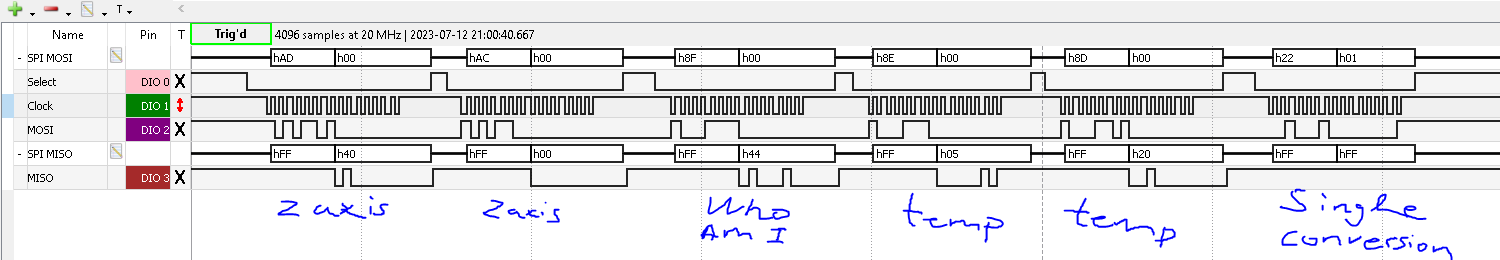 T
Name Pin T Trig'd 4096 samples at 20 MHz | 2023-07-12 21:00:40.667
- SPI MOSI hAD h00 hAC h00 h8F h00 h8E h00 h8D h00 h22 h01
Select DIO 0 X
Clock DIO 1
MOSI DIO 2 X
- SPI MISO hFF h40 hFF h00 hFF h44 hFF h05 hFF h20 hFF hFF
MISO DIO 3 X
z axis Zaxis Who temp temp Single
Am I conversion